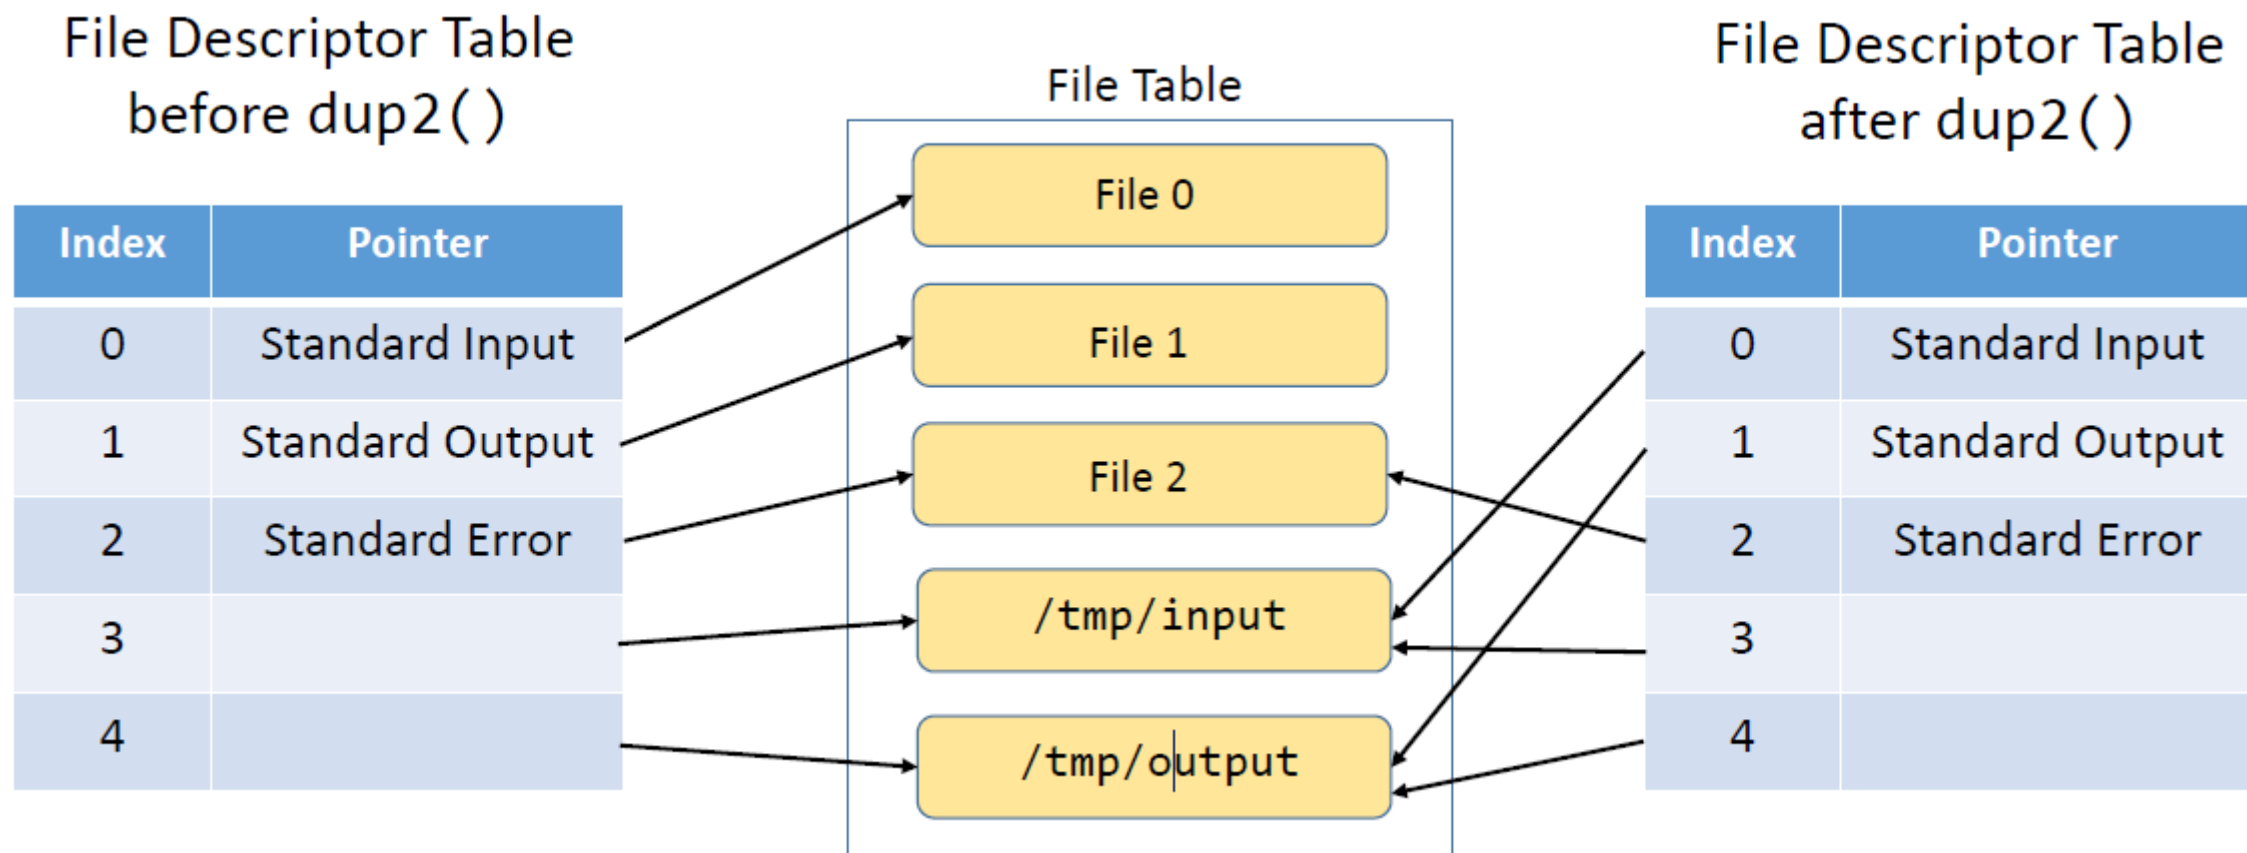 File Descriptor Table
before dup2()
Index Pointer
0 Standard Input
1 Standard Output
2 Standard Error
3
4
File Table
File 0
File 1
File 2
/tmp/input
/tmp/output
File Descriptor Table
after dup2()
Index Pointer
0 Standard Input
1 Standard Output
2 Standard Error
3
4